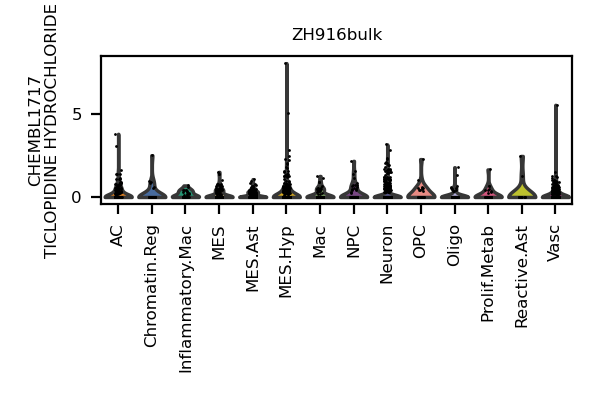 ZH916bulk
CHEMBL1717
TICLOPIDINE HYDROCHLORIDE
5
0
AC
Chromatin.Reg
Inflammatory.Mac
MES
MES.Ast
MES.Hyp
Mac
NPC
Neuron
OPC
Oligo
Prolif.Metab
Reactive.Ast
Vasc